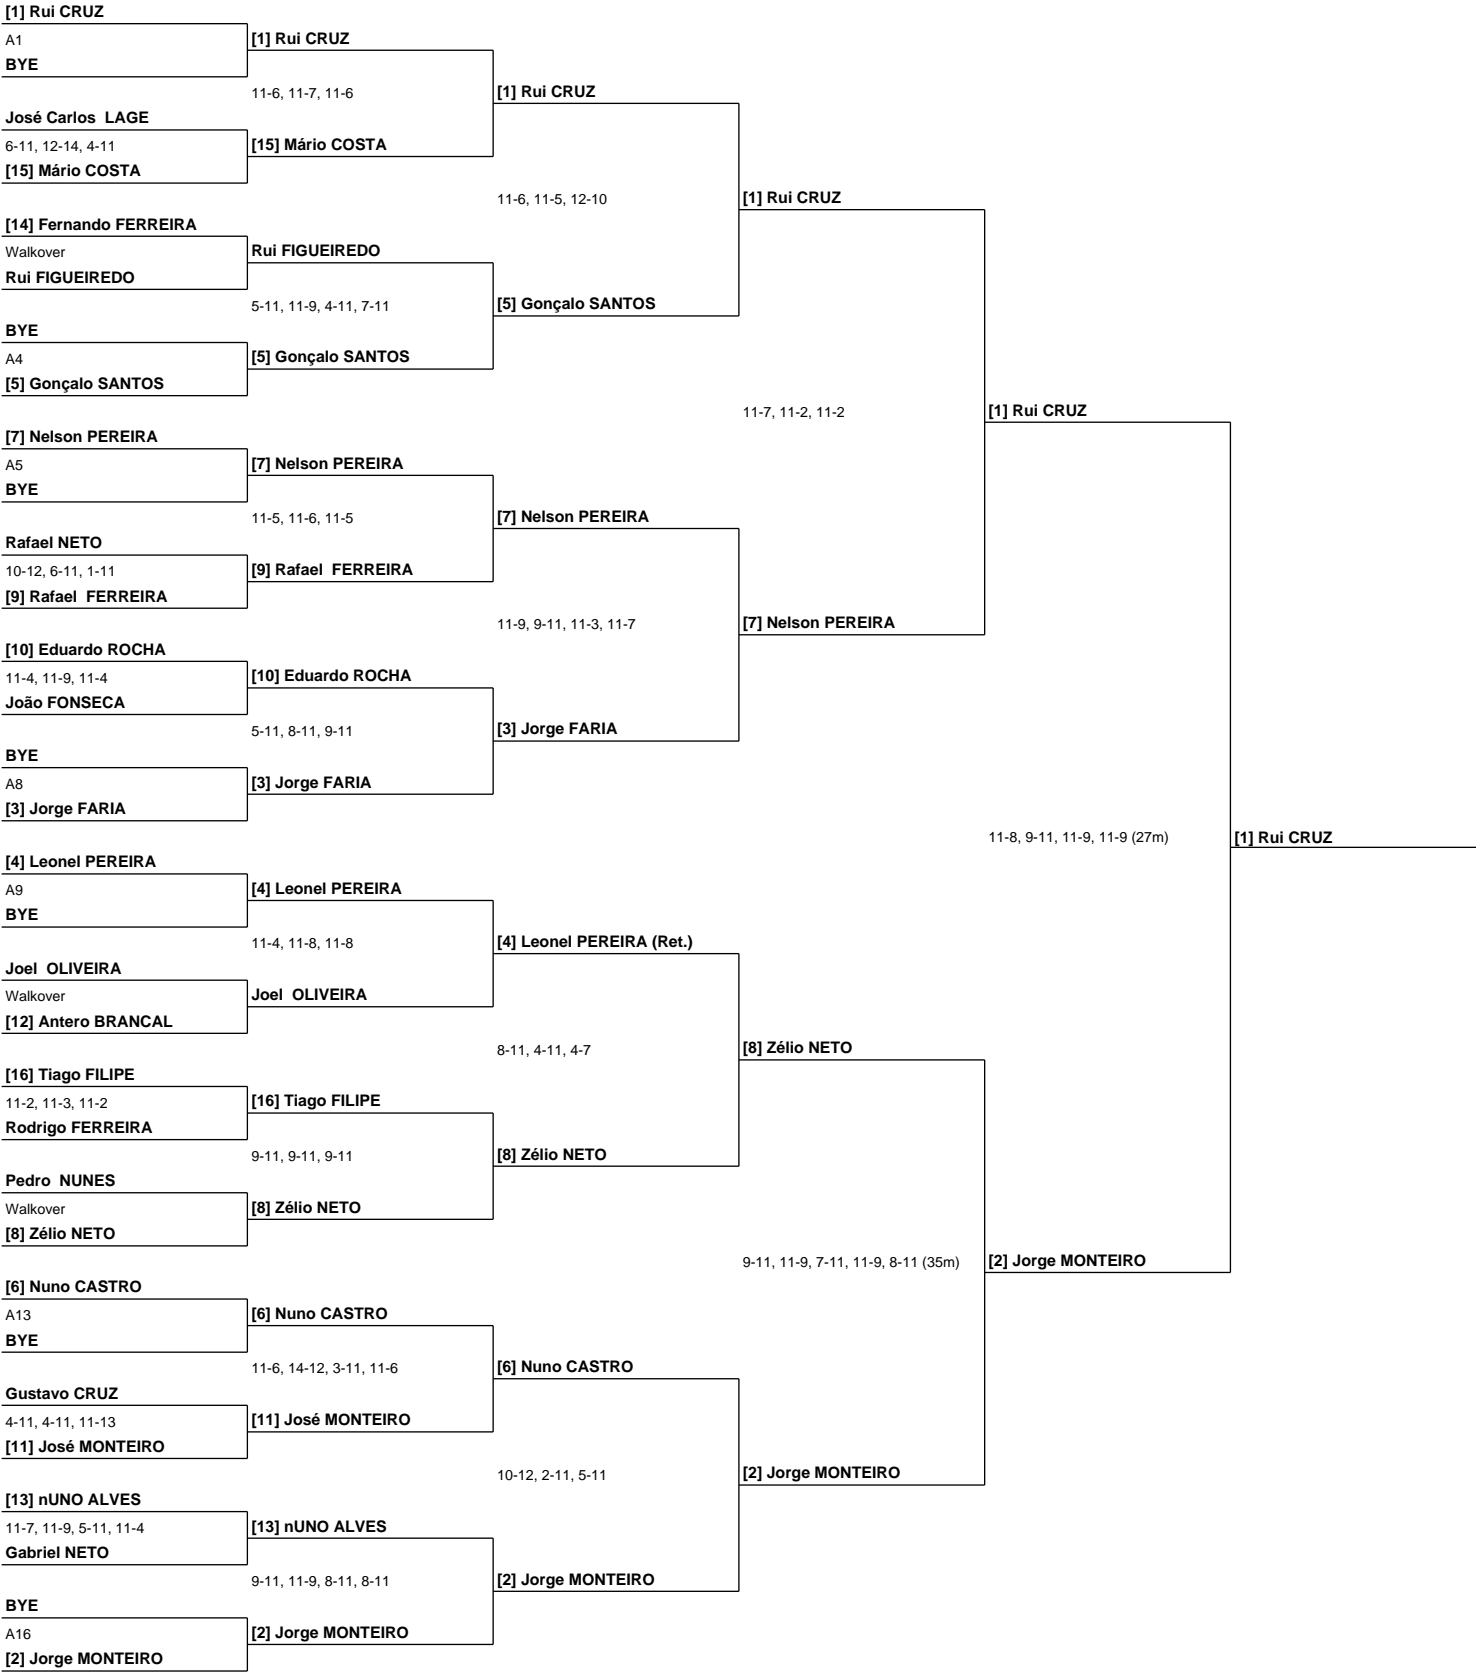 [1] Rui CRUZ
A1
[1] Rui CRUZ
BYE
11-6, 11-7, 11-6
[1] Rui CRUZ
José Carlos  LAGE
6-11, 12-14, 4-11
[15] Mário COSTA
[15] Mário COSTA
11-6, 11-5, 12-10
[1] Rui CRUZ
[14] Fernando FERREIRA
Walkover
Rui FIGUEIREDO
Rui FIGUEIREDO
5-11, 11-9, 4-11, 7-11
[5] Gonçalo SANTOS
BYE
A4
[5] Gonçalo SANTOS
[5] Gonçalo SANTOS
11-7, 11-2, 11-2
[1] Rui CRUZ
[7] Nelson PEREIRA
A5
[7] Nelson PEREIRA
BYE
11-5, 11-6, 11-5
[7] Nelson PEREIRA
Rafael NETO
10-12, 6-11, 1-11
[9] Rafael  FERREIRA
[9] Rafael  FERREIRA
11-9, 9-11, 11-3, 11-7
[7] Nelson PEREIRA
[10] Eduardo ROCHA
11-4, 11-9, 11-4
[10] Eduardo ROCHA
João FONSECA
5-11, 8-11, 9-11
[3] Jorge FARIA
BYE
A8
[3] Jorge FARIA
[3] Jorge FARIA
11-8, 9-11, 11-9, 11-9 (27m)
[1] Rui CRUZ
[4] Leonel PEREIRA
A9
[4] Leonel PEREIRA
BYE
11-4, 11-8, 11-8
[4] Leonel PEREIRA (Ret.)
Joel  OLIVEIRA
Walkover
Joel  OLIVEIRA
[12] Antero BRANCAL
8-11, 4-11, 4-7
[8] Zélio NETO
[16] Tiago FILIPE
11-2, 11-3, 11-2
[16] Tiago FILIPE
Rodrigo FERREIRA
9-11, 9-11, 9-11
[8] Zélio NETO
Pedro  NUNES
Walkover
[8] Zélio NETO
[8] Zélio NETO
9-11, 11-9, 7-11, 11-9, 8-11 (35m)
[2] Jorge MONTEIRO
[6] Nuno CASTRO
A13
[6] Nuno CASTRO
BYE
11-6, 14-12, 3-11, 11-6
[6] Nuno CASTRO
Gustavo CRUZ
4-11, 4-11, 11-13
[11] José MONTEIRO
[11] José MONTEIRO
10-12, 2-11, 5-11
[2] Jorge MONTEIRO
[13] nUNO ALVES
11-7, 11-9, 5-11, 11-4
[13] nUNO ALVES
Gabriel NETO
9-11, 11-9, 8-11, 8-11
[2] Jorge MONTEIRO
BYE
A16
[2] Jorge MONTEIRO
[2] Jorge MONTEIRO